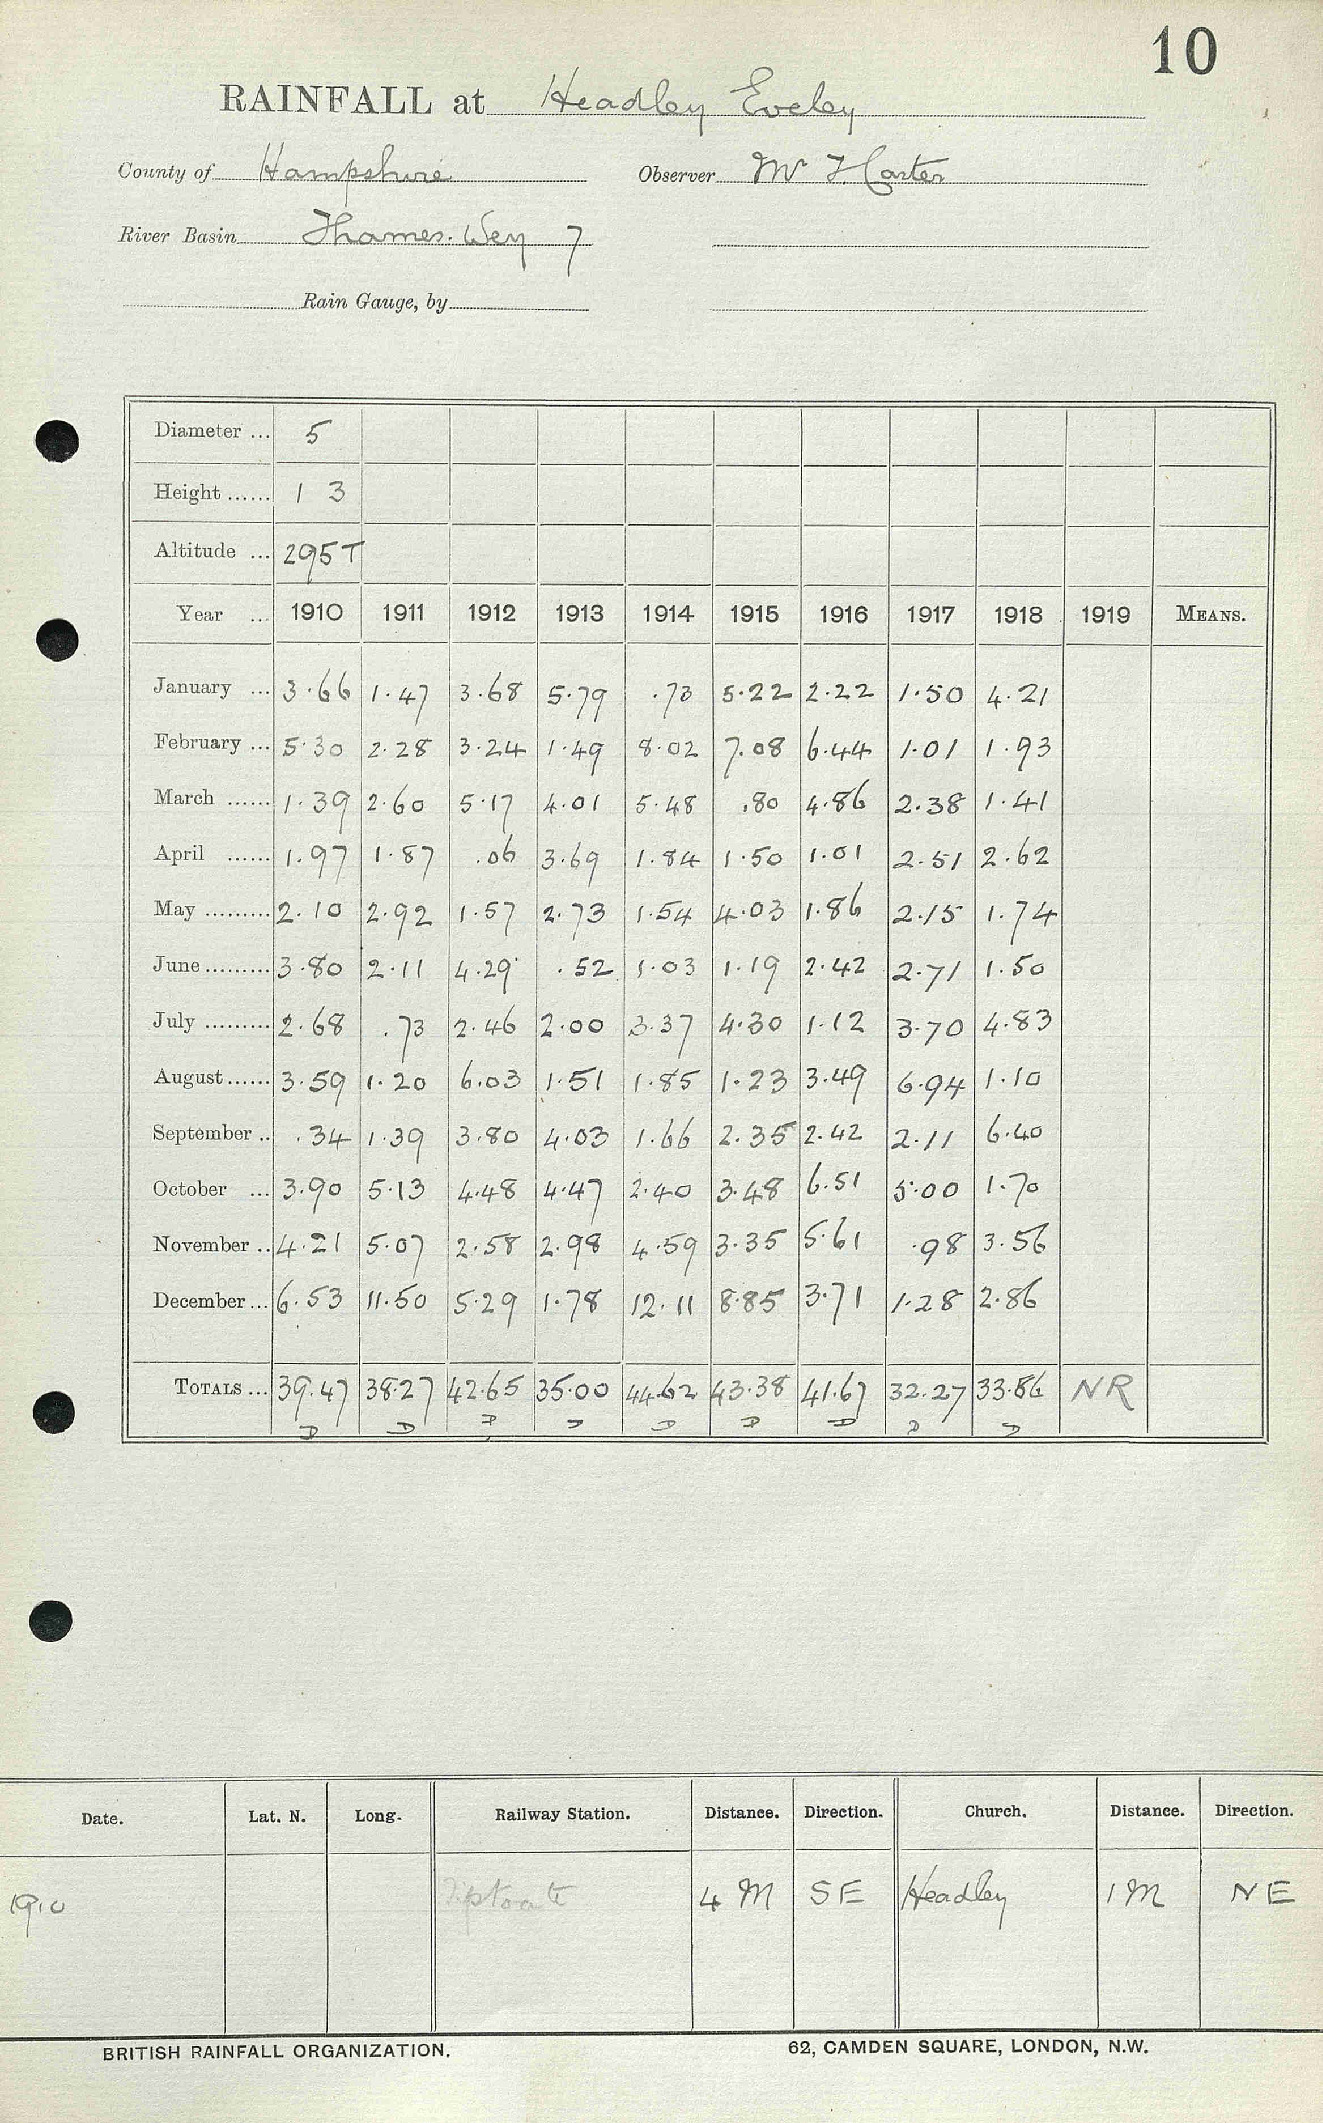 10
RAINFALL at Headley Eveley
County of Hampshire Observer Mr J Carter
River Basin Thames. Wey 7
Rain Gauge, by
Diameter ... 5
Height ...... 1 3
Altitude ... 295 T
Year ... 1910 1911 1912 1913 1914 1915 1916 1917 1918 1919 MEANS.
January ... 3.66 1.47 3.68 5.79 .73 5.22 2.22 1.50 4.21
February ... 5.30 2.28 3.24 1.49 8.02 7.08 6.44 1.01 1.93
March ...... 1.39 2.60 5.17 4.01 5.48 .80 4.86 2.38 1.41
April ...... 1.97 1.87 .06 3.69 1.84 1.50 1.01 2.51 2.62
May ......... 2.10 2.92 1.57 2.73 1.54 4.03 1.86 2.15 1.74
June ......... 3.80 2.11 4.29 .52 1.03 1.19 2.42 2.71 1.50
July ......... 2.68 .73 2.46 2.00 3.37 4.30 1.12 3.70 4.83
August ...... 3.59 1.20 6.03 1.51 1.85 1.23 3.49 6.94 1.10
September .. .34 1.39 3.80 4.03 1.66 2.35 2.42 2.11 6.40
October ... 3.90 5.13 4.48 4.47 2.40 3.48 6.51 5.00 1.70
November .. 4.21 5.07 2.58 2.98 4.59 3.35 5.61 .98 3.56
December ... 6.53 11.50 5.29 1.78 12.11 8.85 3.71 1.28 2.86
TOTALS ... 39.47 38.27 42.65 35.00 44.62 43.38 41.67 32.27 33.86 NR
D D D D D D D D D
Date. Lat. N. Long. Railway Station. Distance. Direction. Church. Distance. Direction.
1910 4 M SE Headley 1 M NE
BRITISH RAINFALL ORGANIZATION. 62, CAMDEN SQUARE, LONDON, N.W.